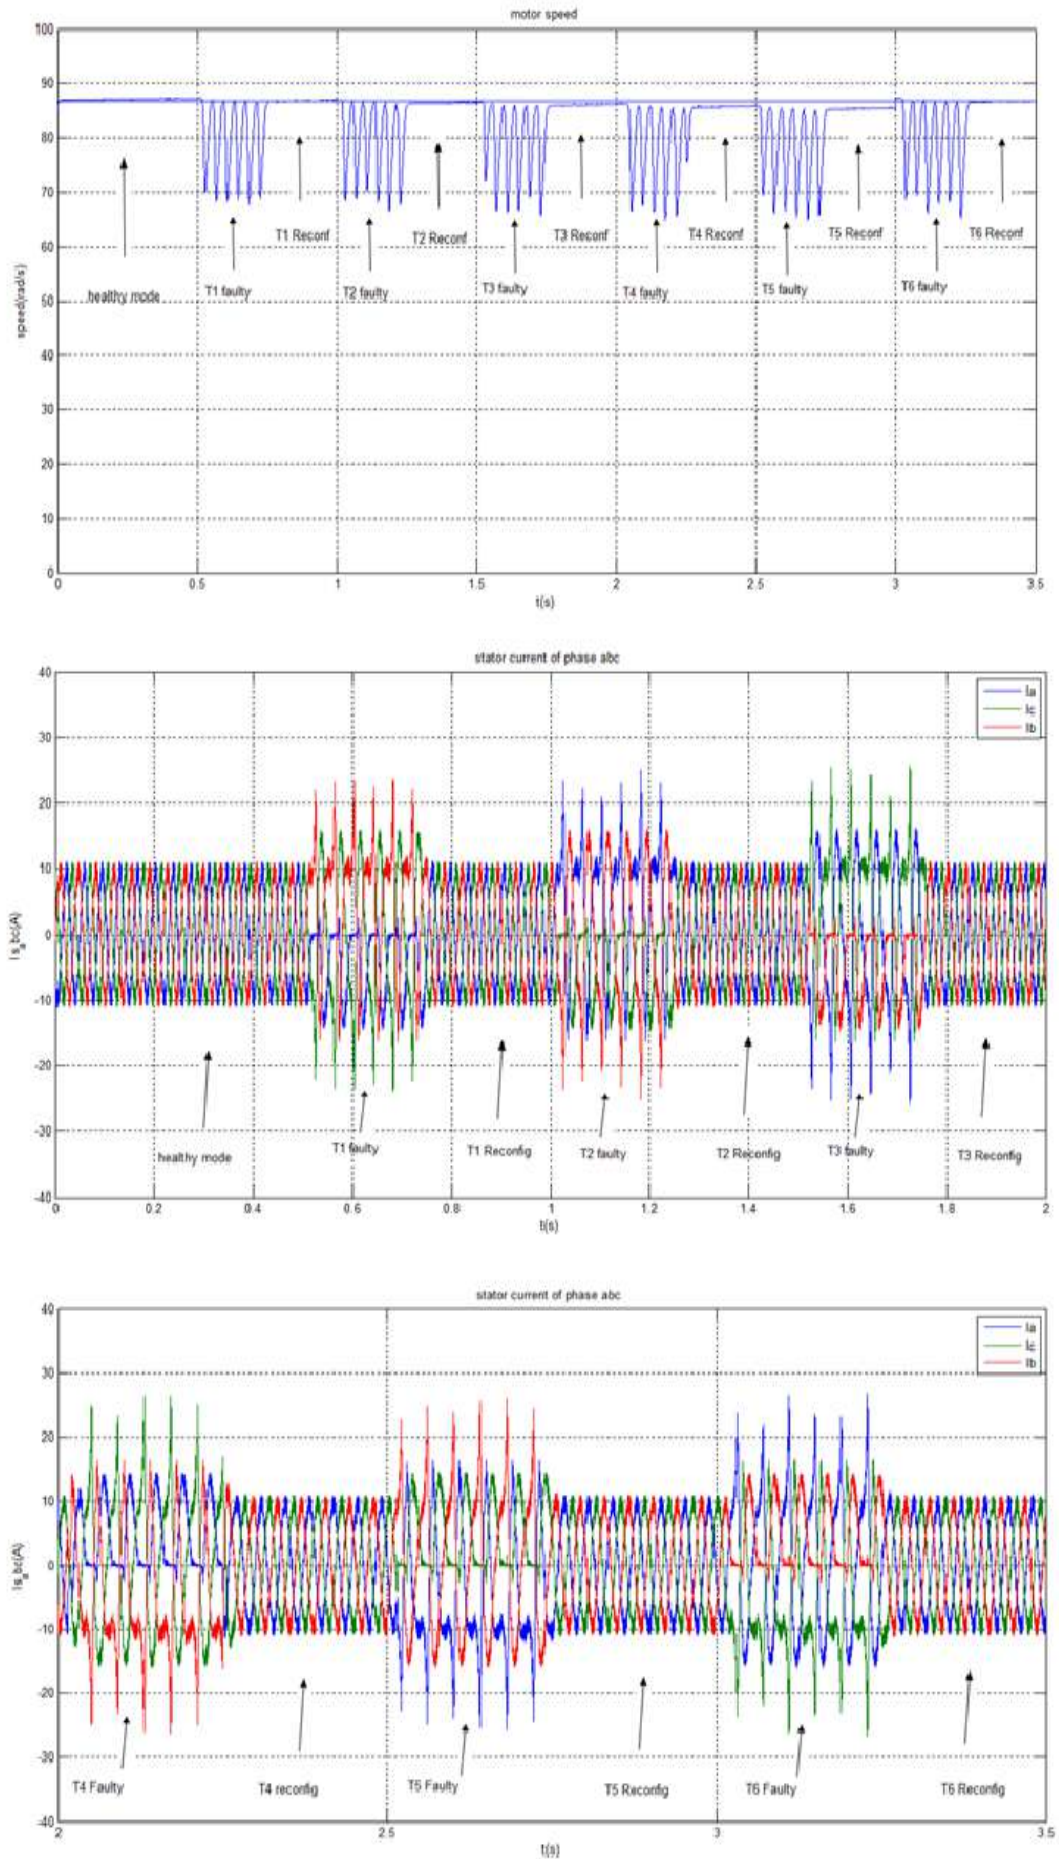 motor speed
100
90
80
70
60
50
40
30
20
10
0
speed(rad/s)
healthy mode
T1 faulty
T1 Reconf
T2 faulty
T2 Reconf
T3 faulty
T3 Reconf
T4 faulty
T4 Reconf
T5 faulty
T5 Reconf
T6 faulty
T6 Reconf
0 0.5 1 1.5 2 2.5 3 3.5
t(s)
stator current of phase abc
40
30
20
10
0
-10
-20
-30
-40
Is_abc(A)
Ia
Ic
Ib
healthy mode
T1 faulty
T1 Reconfig
T2 faulty
T2 Reconfig
T3 faulty
T3 Reconfig
0 0.2 0.4 0.6 0.8 1 1.2 1.4 1.6 1.8 2
t(s)
stator current of phase abc
40
30
20
10
0
-10
-20
-30
-40
Is_abc(A)
Ia
Ic
Ib
T4 Faulty
T4 reconfig
T5 Faulty
T5 Reconfig
T6 Faulty
T6 Reconfig
2 2.5 3 3.5
t(s)